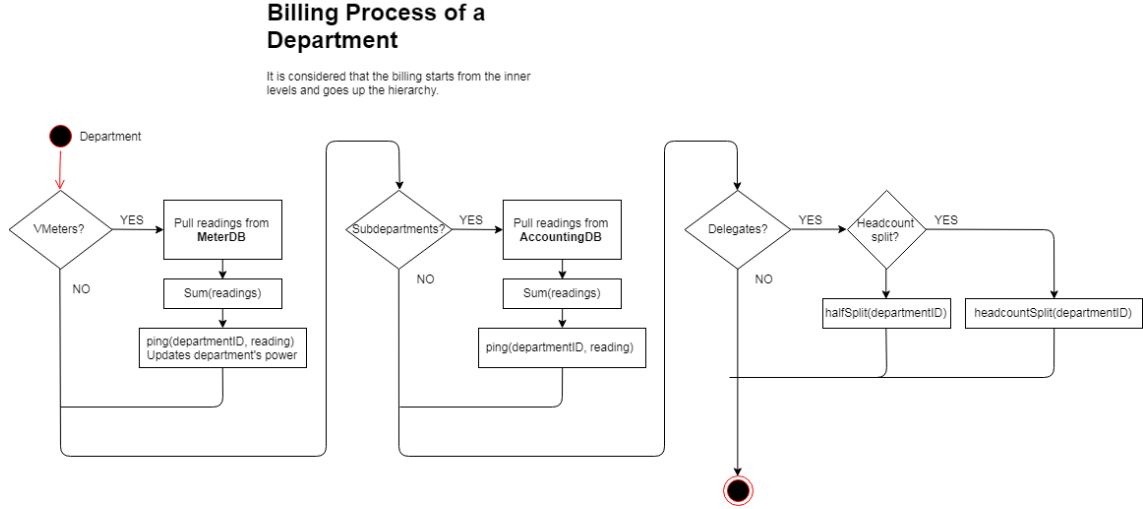 Billing Process of a
Department
It is considered that the billing starts from the inner
levels and goes up the hierarchy.
Department
VMeters?
YES
Pull readings from
MeterDB
NO
Sum(readings)
ping(departmentID, reading)
Updates department's power
Subdepartments?
YES
Pull readings from
AccountingDB
NO
Sum(readings)
ping(departmentID, reading)
Delegates?
YES
Headcount
split?
YES
NO
halfSplit(departmentID)
headcountSplit(departmentID)